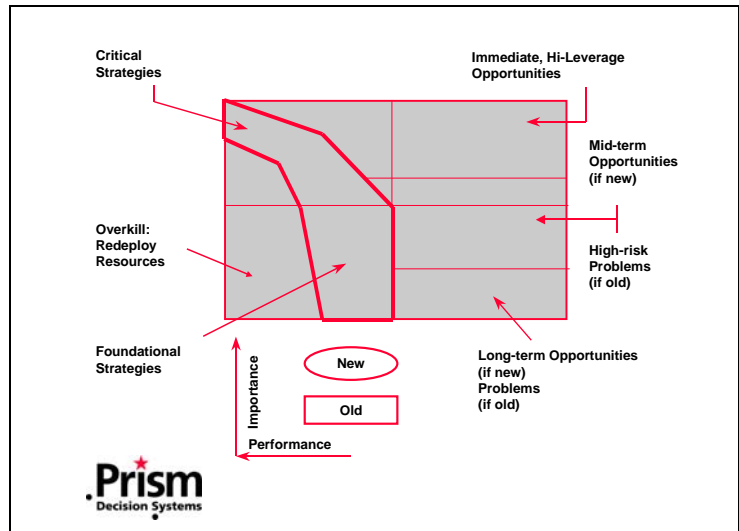 Critical
Strategies
Immediate, Hi-Leverage
Opportunities
Mid-term
Opportunities
(if new)
Overkill:
Redeploy
Resources
High-risk
Problems
(if old)
Foundational
Strategies
Long-term Opportunities
(if new)
Problems
(if old)
New
Old
Importance
Performance
Prism
Decision Systems